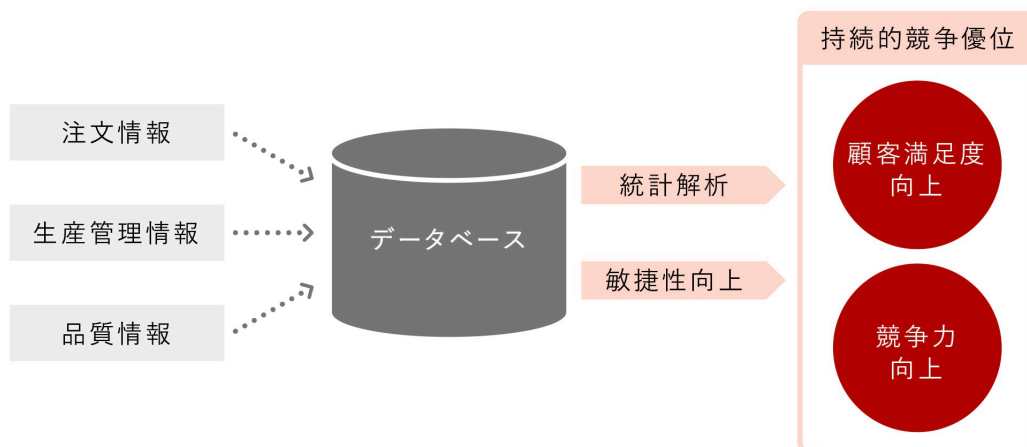 注文情報
生産管理情報
品質情報
データベース
統計解析
敏捷性向上
持続的競争優位
顧客満足度
向上
競争力
向上